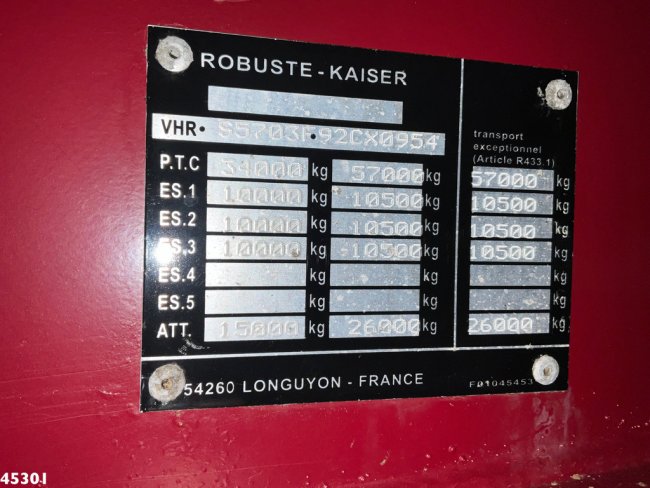 ROBUSTE - KAISER
VHR• S5703F•92CX0954
transport
exceptionnel
(Article R433.1)
P.T.C 34000 kg 57000 kg 57000 kg
ES.1 10000 kg 10500 kg 10500 kg
ES.2 10000 kg 10500 kg 10500 kg
ES.3 10000 kg 10500 kg 10500 kg
ES.4 kg kg kg
ES.5 kg kg kg
ATT. 15000 kg 26000 kg 26000 kg
54260 LONGUYON - FRANCE F01045453
4530I